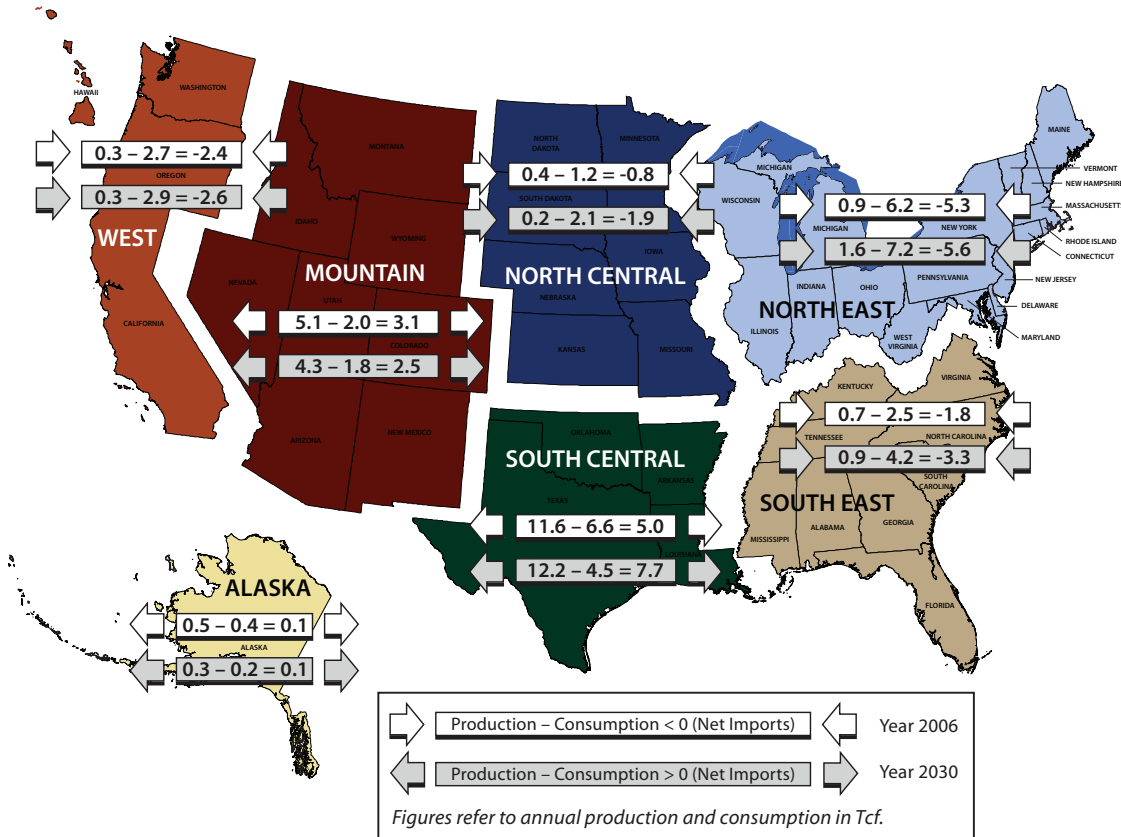 HAWAII
WASHINGTON
0.3 – 2.7 = -2.4
OREGON
0.3 – 2.9 = -2.6
WEST
CALIFORNIA
MONTANA
IDAHO
WYOMING
MOUNTAIN
NEVADA
UTAH
5.1 – 2.0 = 3.1
COLORADO
4.3 – 1.8 = 2.5
ARIZONA
NEW MEXICO
NORTH
DAKOTA
MINNESOTA
0.4 – 1.2 = -0.8
SOUTH DAKOTA
0.2 – 2.1 = -1.9
IOWA
NORTH CENTRAL
NEBRASKA
KANSAS
MISSOURI
MICHIGAN
WISCONSIN
MAINE
VERMONT
NEW HAMPSHIRE
MASSACHUSETTS
0.9 – 6.2 = -5.3
MICHIGAN
NEW YORK
RHODE ISLAND
CONNECTICUT
1.6 – 7.2 = -5.6
PENNSYLVANIA
NEW JERSEY
INDIANA
OHIO
NORTH EAST
DELAWARE
ILLINOIS
WEST
VIRGINIA
MARYLAND
KENTUCKY
VIRGINIA
0.7 – 2.5 = -1.8
TENNESSEE
NORTH CAROLINA
0.9 – 4.2 = -3.3
SOUTH
CAROLINA
SOUTH EAST
MISSISSIPPI
ALABAMA
GEORGIA
FLORIDA
OKLAHOMA
SOUTH CENTRAL
ARKANSAS
TEXAS
11.6 – 6.6 = 5.0
LOUISIANA
12.2 – 4.5 = 7.7
ALASKA
0.5 – 0.4 = 0.1
ALASKA
0.3 – 0.2 = 0.1
Production – Consumption < 0 (Net Imports) Year 2006
Production – Consumption > 0 (Net Imports) Year 2030
Figures refer to annual production and consumption in Tcf.